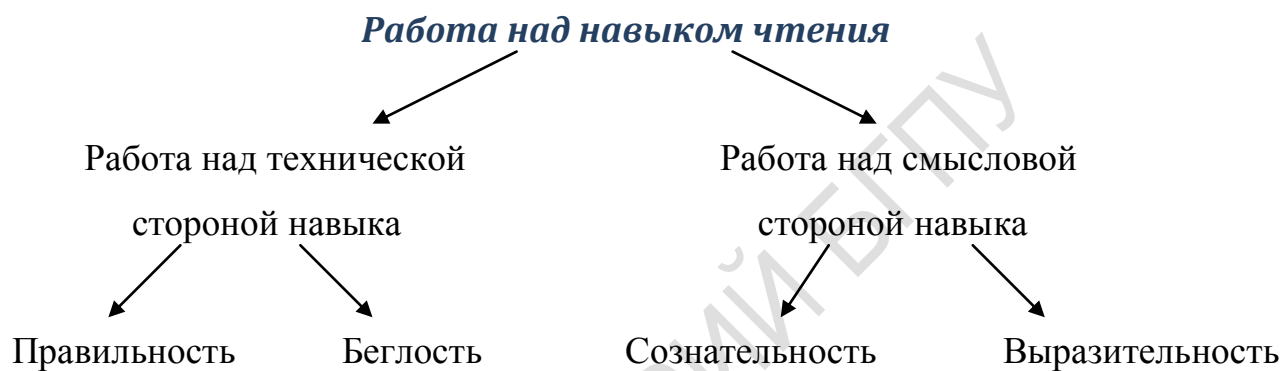 Работа над навыком чтения
Работа над технической
стороной навыка
Работа над смысловой
стороной навыка
Правильность
Беглость
Сознательность
Выразительность